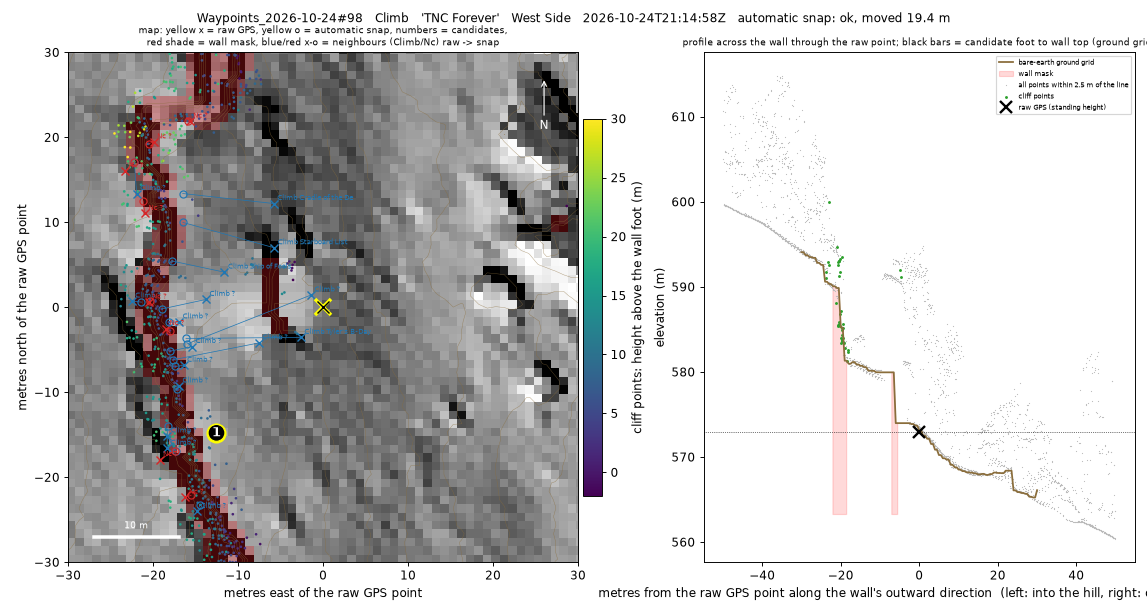 Waypoints_2026-10-24#98 Climb 'TNC Forever' West Side 2026-10-24T21:14:58Z automatic snap: ok, moved 19.4 m
map: yellow x = raw GPS, yellow o = automatic snap, numbers = candidates,
red shade = wall mask, blue/red x-o = neighbours (Climb/Nc) raw -> snap
profile across the wall through the raw point; black bars = candidate foot to wall top (ground gri
30
20
10
0
−10
−20
−30
−30
−20
−10
0
10
20
30
metres north of the raw GPS point
metres east of the raw GPS point
N
1
10 m
Climb ?
Climb ?
Climb ?
Climb ?
30
25
20
15
10
5
0
cliff points: height above the wall foot (m)
bare-earth ground grid
wall mask
all points within 2.5 m of the line
cliff points
raw GPS (standing height)
610
600
590
580
570
560
elevation (m)
−40
−20
0
20
40
metres from the raw GPS point along the wall's outward direction (left: into the hill, right: